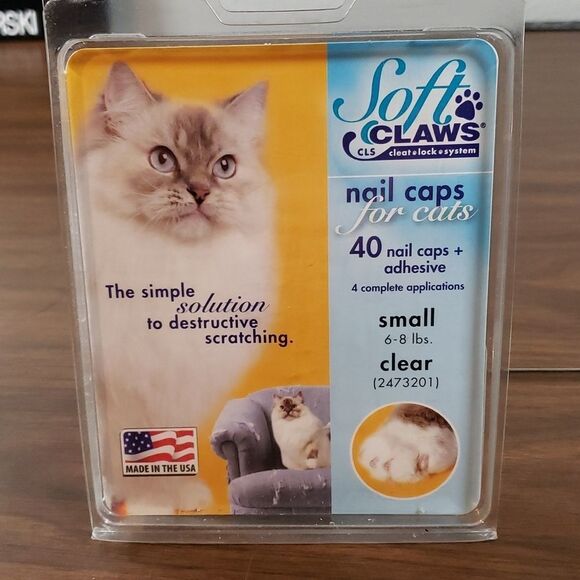 RSKI
Soft
CLAWS®
CLS cleat•lock•system
nail caps
for cats
40 nail caps +
adhesive
4 complete applications
small
6-8 lbs.
clear
(2473201)
The simple
solution
to destructive
scratching.
MADE IN THE USA